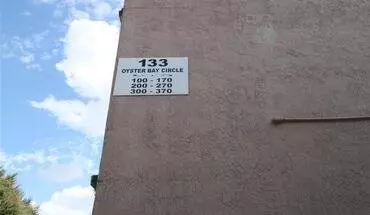 133
OYSTER BAY CIRCLE
100 - 170
200 - 270
300 - 370